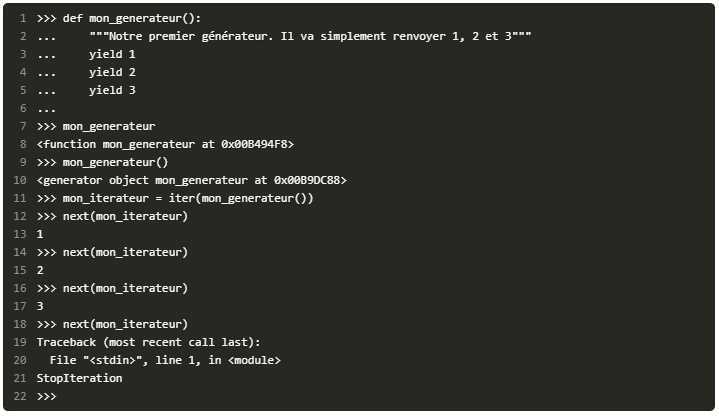 1 >>> def mon_generateur():
2 ...     """Notre premier générateur. Il va simplement renvoyer 1, 2 et 3"""
3 ...     yield 1
4 ...     yield 2
5 ...     yield 3
6 ...
7 >>> mon_generateur
8 <function mon_generateur at 0x00B494F8>
9 >>> mon_generateur()
10 <generator object mon_generateur at 0x00B9DC88>
11 >>> mon_iterateur = iter(mon_generateur())
12 >>> next(mon_iterateur)
13 1
14 >>> next(mon_iterateur)
15 2
16 >>> next(mon_iterateur)
17 3
18 >>> next(mon_iterateur)
19 Traceback (most recent call last):
20   File "<stdin>", line 1, in <module>
21 StopIteration
22 >>>